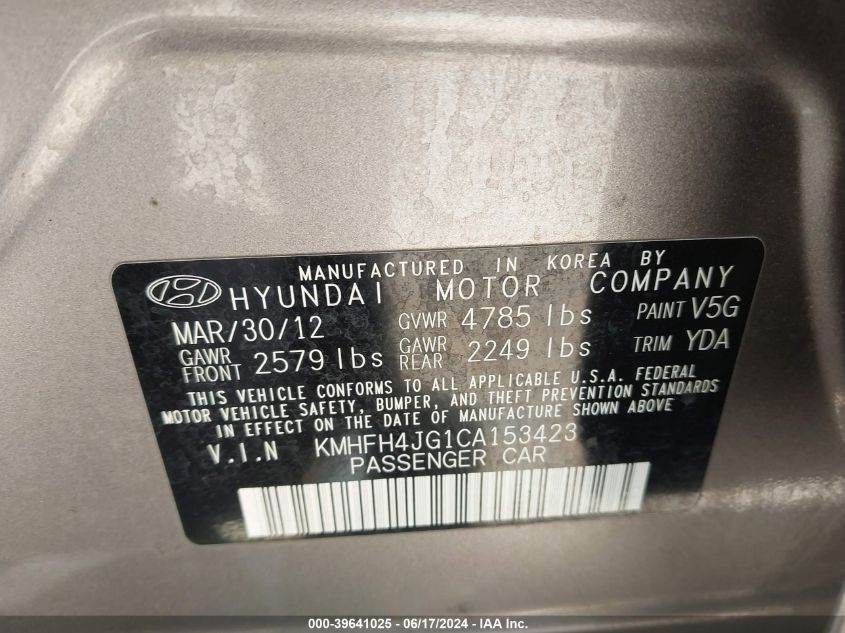 MANUFACTURED IN KOREA BY
HYUNDAI MOTOR COMPANY
MAR/30/12 GVWR 4785 lbs PAINT V5G
GAWR FRONT 2579 lbs GAWR REAR 2249 lbs TRIM YDA
THIS VEHICLE CONFORMS TO ALL APPLICABLE U.S.A. FEDERAL
MOTOR VEHICLE SAFETY, BUMPER, AND THEFT PREVENTION STANDARDS
IN EFFECT ON THE DATE OF MANUFACTURE SHOWN ABOVE
V.I.N KMHFH4JG1CA153423
PASSENGER CAR
000-39641025 - 06/17/2024 - IAA Inc.